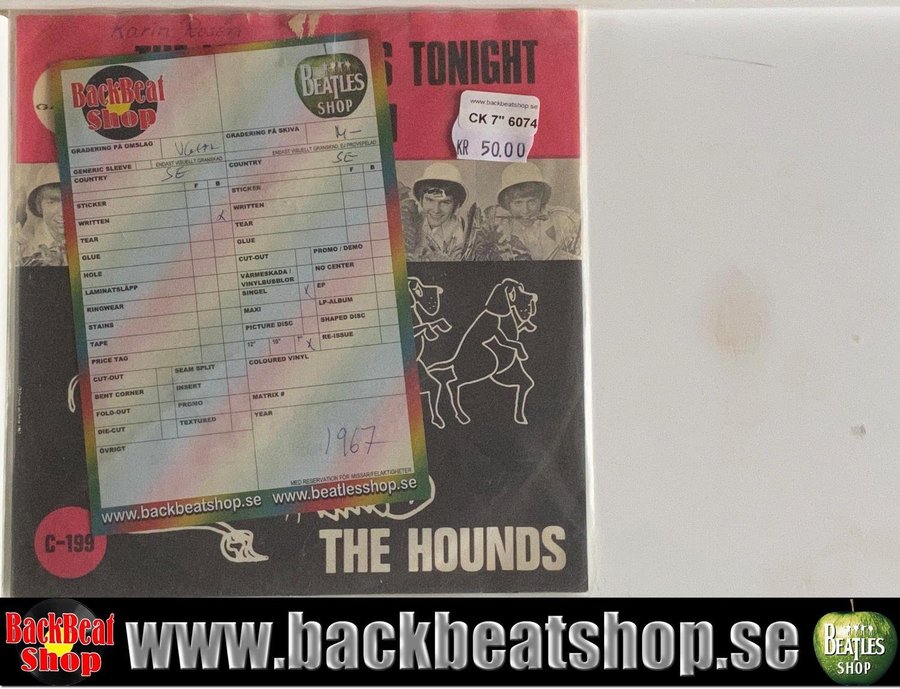 Karin Rosén
TONIGHT
BackBeat
Shop
BEATLES
SHOP
www.backbeatshop.se
CK 7" 6074
KR 50.00
GRADERING PÅ OMSLAG
GRADERING PÅ SKIVA M-
ENDAST VISUELLT GRANSKAD
ENDAST VISUELLT GRANSKAD, EJ PROVSPELAD
GENERIC SLEEVE
COUNTRY SE
F B
STICKER
WRITTEN x
TEAR
GLUE
HOLE
LAMINATSLÄPP
RINGWEAR
STAINS
TAPE
PRICE TAG
CUT-OUT
SEAM SPLIT
BENT CORNER
INSERT
FOLD-OUT
PROMO
DIE-CUT
TEXTURED
ÖVRIGT
COUNTRY SE
F B
STICKER
WRITTEN
TEAR
GLUE
CUT-OUT
PROMO / DEMO
VÄRMESKADA /
VINYLBUBBLOR
NO CENTER
SINGEL
EP
MAXI
LP-ALBUM
PICTURE DISC
SHAPED DISC
12" 10" 7" x
RE-ISSUE
COLOURED VINYL
MATRIX #
YEAR
1967
MED RESERVATION FÖR MISSAR/FELAKTIGHETER
www.backbeatshop.se www.beatlesshop.se
C-199
THE HOUNDS
BackBeat
Shop
www.backbeatshop.se
BEATLES
SHOP